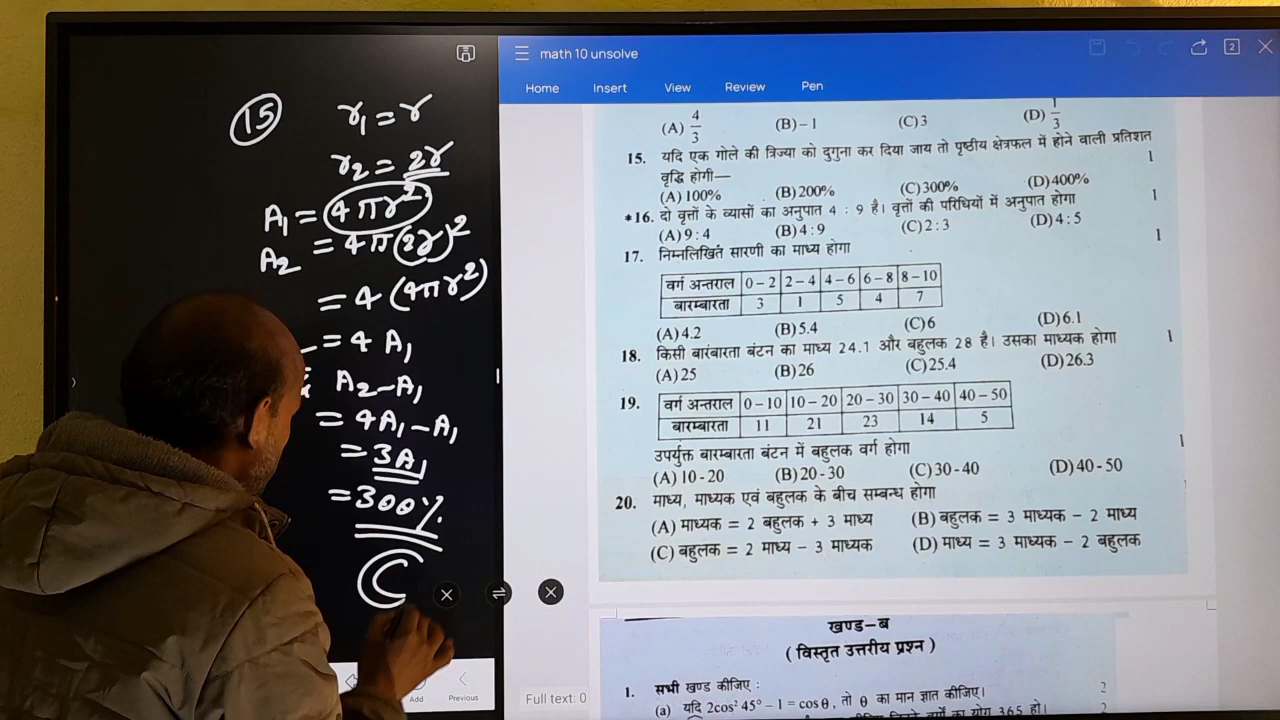 15
r₁ = r
r₂ = 2r
A₁ = 4πr²
A₂ = 4π(2r)²
= 4(4πr²)
= 4A₁
A₂ – A₁
= 4A₁ – A₁
= 3A₁
= 300%
C
Add
Previous
math 10 unsolve
2
Home Insert View Review Pen
(A) 4/3 (B) – 1 (C) 3 (D) 1/3
15. यदि एक गोले की त्रिज्या को दुगुना कर दिया जाय तो पृष्ठीय क्षेत्रफल में होने वाली प्रतिशत
वृद्धि होगी— 1
(A) 100% (B) 200% (C) 300% (D) 400%
*16. दो वृत्तों के व्यासों का अनुपात 4 : 9 है। वृत्तों की परिधियों में अनुपात होगा 1
(A) 9 : 4 (B) 4 : 9 (C) 2 : 3 (D) 4 : 5
17. निम्नलिखित सारणी का माध्य होगा 1
वर्ग अन्तराल 0 – 2 2 – 4 4 – 6 6 – 8 8 – 10
बारम्बारता 3 1 5 4 7
(A) 4.2 (B) 5.4 (C) 6 (D) 6.1
18. किसी बारंबारता बंटन का माध्य 24.1 और बहुलक 28 है। उसका माध्यक होगा 1
(A) 25 (B) 26 (C) 25.4 (D) 26.3
19. वर्ग अन्तराल 0 – 10 10 – 20 20 – 30 30 – 40 40 – 50
बारम्बारता 11 21 23 14 5
उपर्युक्त बारम्बारता बंटन में बहुलक वर्ग होगा 1
(A) 10 - 20 (B) 20 - 30 (C) 30 - 40 (D) 40 - 50
20. माध्य, माध्यक एवं बहुलक के बीच सम्बन्ध होगा
(A) माध्यक = 2 बहुलक + 3 माध्य (B) बहुलक = 3 माध्यक – 2 माध्य
(C) बहुलक = 2 माध्य – 3 माध्यक (D) माध्य = 3 माध्यक – 2 बहुलक
खण्ड–ब
( विस्तृत उत्तरीय प्रश्न )
1. सभी खण्ड कीजिए : 2
(a) यदि 2cos² 45° – 1 = cosθ, तो θ का मान ज्ञात कीजिए।
योग 365 हो।
Full text: 0